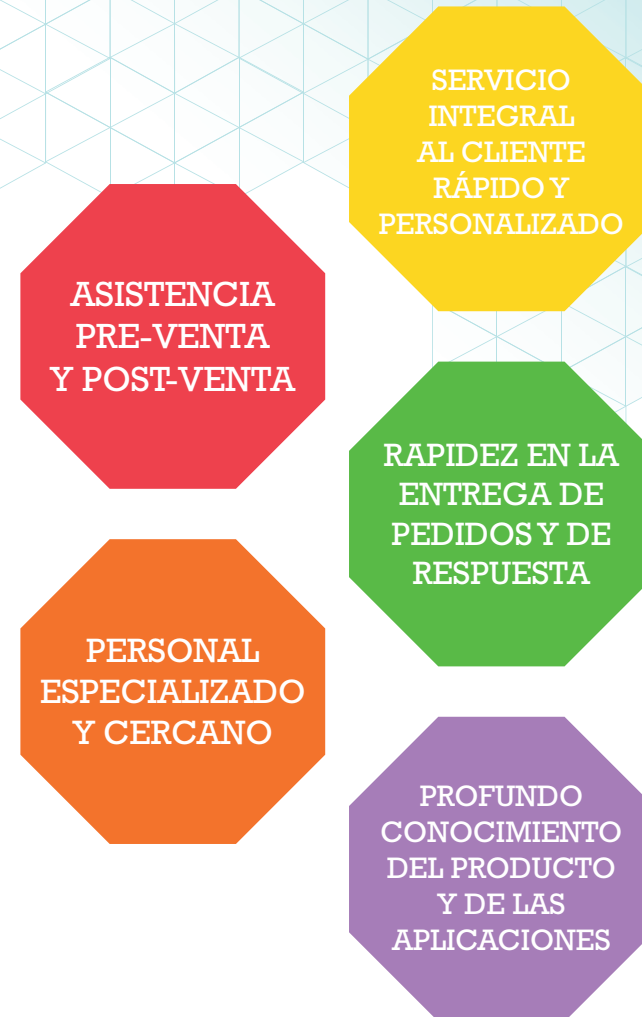 SERVICIO
INTEGRAL
AL CLIENTE
RÁPIDO Y
PERSONALIZADO
ASISTENCIA
PRE-VENTA
Y POST-VENTA
RAPIDEZ EN LA
ENTREGA DE
PEDIDOS Y DE
RESPUESTA
PERSONAL
ESPECIALIZADO
Y CERCANO
PROFUNDO
CONOCIMIENTO
DEL PRODUCTO
Y DE LAS
APLICACIONES